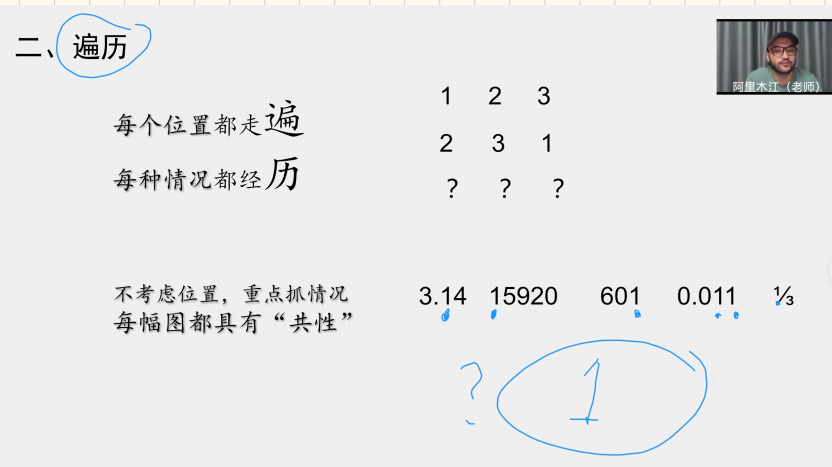 二、遍历
阿里木江（老师）
每个位置都走遍
1 2 3
2 3 1
每种情况都经历
？ ？ ？
不考虑位置，重点抓情况
3.14 15920 601 0.011 ⅓
每幅图都具有“共性”
? 1